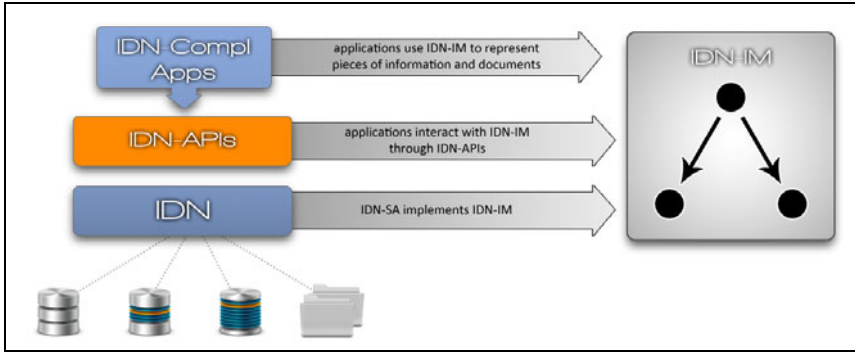 IDN-Compl
Apps
applications use IDN-IM to represent
pieces of information and documents
IDN-IM
IDN-APIs
applications interact with IDN-IM
through IDN-APIs
IDN
IDN-SA implements IDN-IM